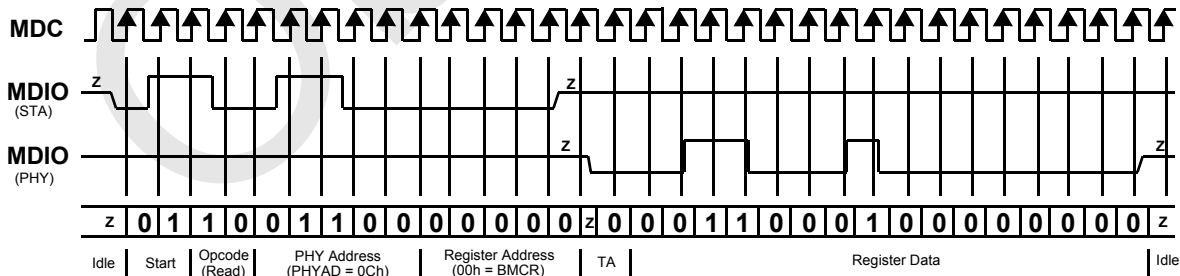 MDC
z
MDIO
(STA)
z
MDIO
(PHY)
z
z
z 0 1 1 0 0 1 1 0 0 0 0 0 0 0 z 0 0 0 1 1 0 0 0 1 0 0 0 0 0 0 0 0 z
Idle
Start
Opcode
(Read)
PHY Address
(PHYAD = 0Ch)
Register Address
(00h = BMCR)
TA
Register Data
Idle